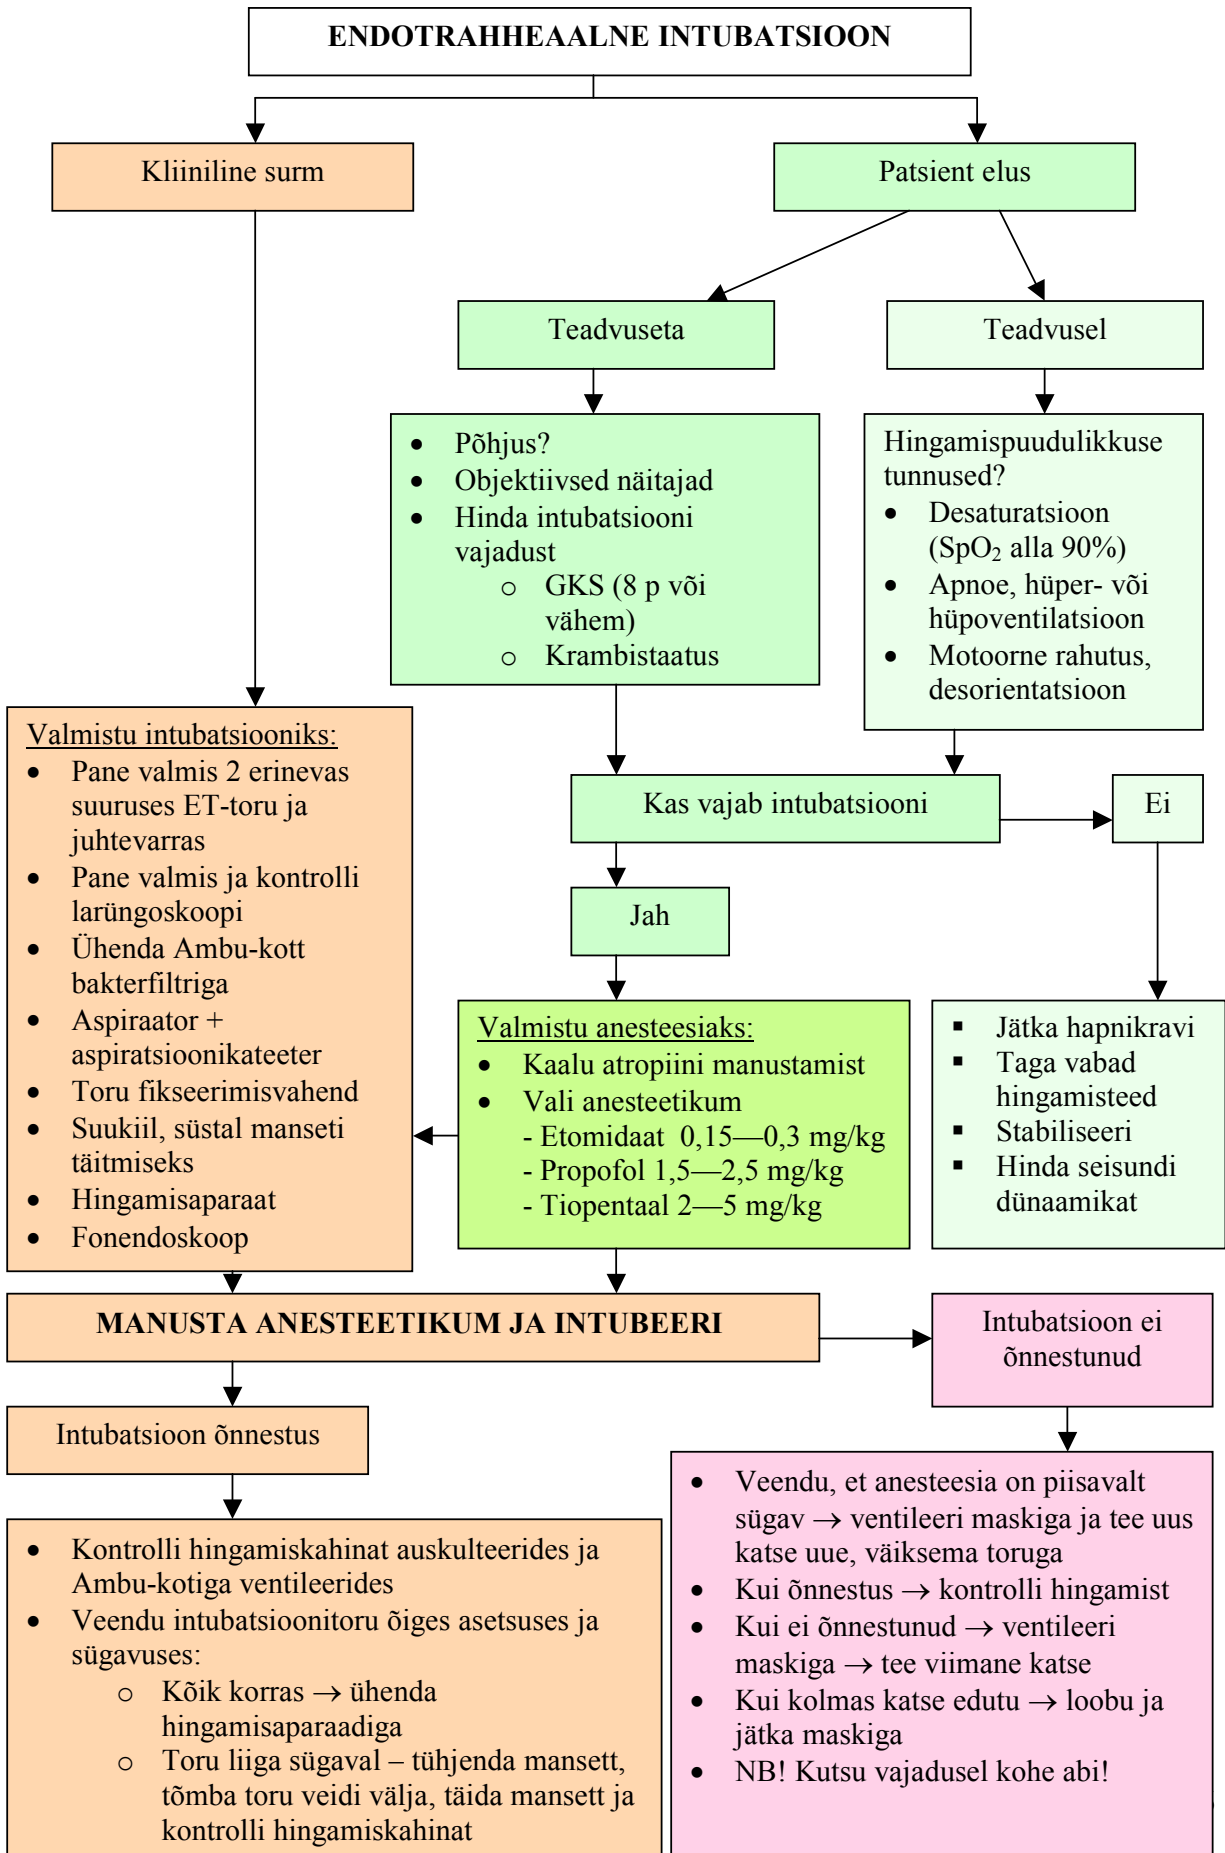 ENDOTRAHHEAALNE INTUBATSIOON
Kliiniline surm
Patsient elus
Teadvuseta
Teadvusel
• Põhjus?
• Objektiivsed näitajad
• Hinda intubatsiooni
vajadust
o GKS (8 p või
vähem)
o Krambistaatus
Hingamispuudulikkuse
tunnused?
• Desaturatsioon
(SpO₂ alla 90%)
• Apnoe, hüper- või
hüpoventilatsioon
• Motoorne rahutus,
desorientatsioon
Valmistu intubatsiooniks:
• Pane valmis 2 erinevas
suuruses ET-toru ja
juhtevarras
• Pane valmis ja kontrolli
larüngoskoopi
• Ühenda Ambu-kott
bakterfiltriga
• Aspiraator +
aspiratsioonikateeter
• Toru fikseerimisvahend
• Suukiil, süstal manseti
täitmiseks
• Hingamisaparaat
• Fonendoskoop
Kas vajab intubatsiooni
Ei
Jah
Valmistu anesteesiaks:
• Kaalu atropiini manustamist
• Vali anesteetikum
- Etomidaat 0,15—0,3 mg/kg
- Propofol 1,5—2,5 mg/kg
- Tiopentaal 2—5 mg/kg
▪ Jätka hapnikravi
▪ Taga vabad
hingamisteed
▪ Stabiliseeri
▪ Hinda seisundi
dünaamikat
MANUSTA ANESTEETIKUM JA INTUBEERI
Intubatsioon ei
õnnestunud
Intubatsioon õnnestus
• Kontrolli hingamiskahinat auskulteerides ja
Ambu-kotiga ventileerides
• Veendu intubatsioonitoru õiges asetsuses ja
sügavuses:
o Kõik korras → ühenda
hingamisaparaadiga
o Toru liiga sügaval – tühjenda mansett,
tõmba toru veidi välja, täida mansett ja
kontrolli hingamiskahinat
• Veendu, et anesteesia on piisavalt
sügav → ventileeri maskiga ja tee uus
katse uue, väiksema toruga
• Kui õnnestus → kontrolli hingamist
• Kui ei õnnestunud → ventileeri
maskiga → tee viimane katse
• Kui kolmas katse edutu → loobu ja
jätka maskiga
• NB! Kutsu vajadusel kohe abi!